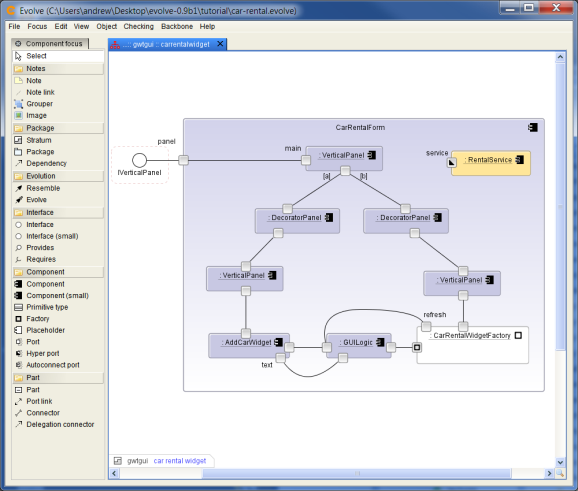 Evolve (C:\Users\andrew\Desktop\evolve-0.9b1\tutorial\car-rental.evolve)
File Focus Edit View Object Checking Backbone Help
Component focus
Select
Notes
Note
Note link
Grouper
Image
Package
Stratum
Package
Dependency
Evolution
Resemble
Evolve
Interface
Interface
Interface (small)
Provides
Requires
Component
Component
Component (small)
Primitive type
Factory
Placeholder
Port
Hyper port
Autoconnect port
Part
Part
Port link
Connector
Delegation connector
...: gwtgui :: carrentalwidget
CarRentalForm
panel
IVerticalPanel
main
: VerticalPanel
[a]
[b]
service
: RentalService
: DecoratorPanel
: DecoratorPanel
: VerticalPanel
: VerticalPanel
refresh
: AddCarWidget
: GUILogic
: CarRentalWidgetFactory
text
gwtgui car rental widget